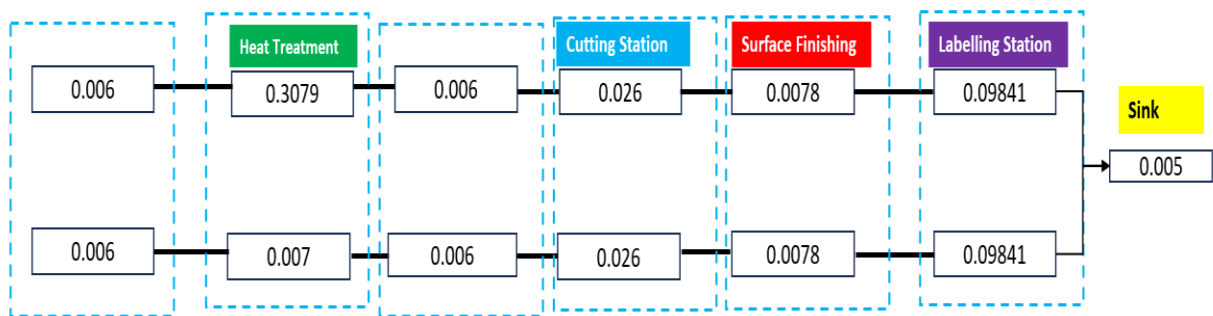 Heat Treatment
Cutting Station
Surface Finishing
Labelling Station
0.006
0.3079
0.006
0.026
0.0078
0.09841
Sink
0.005
0.006
0.007
0.006
0.026
0.0078
0.09841